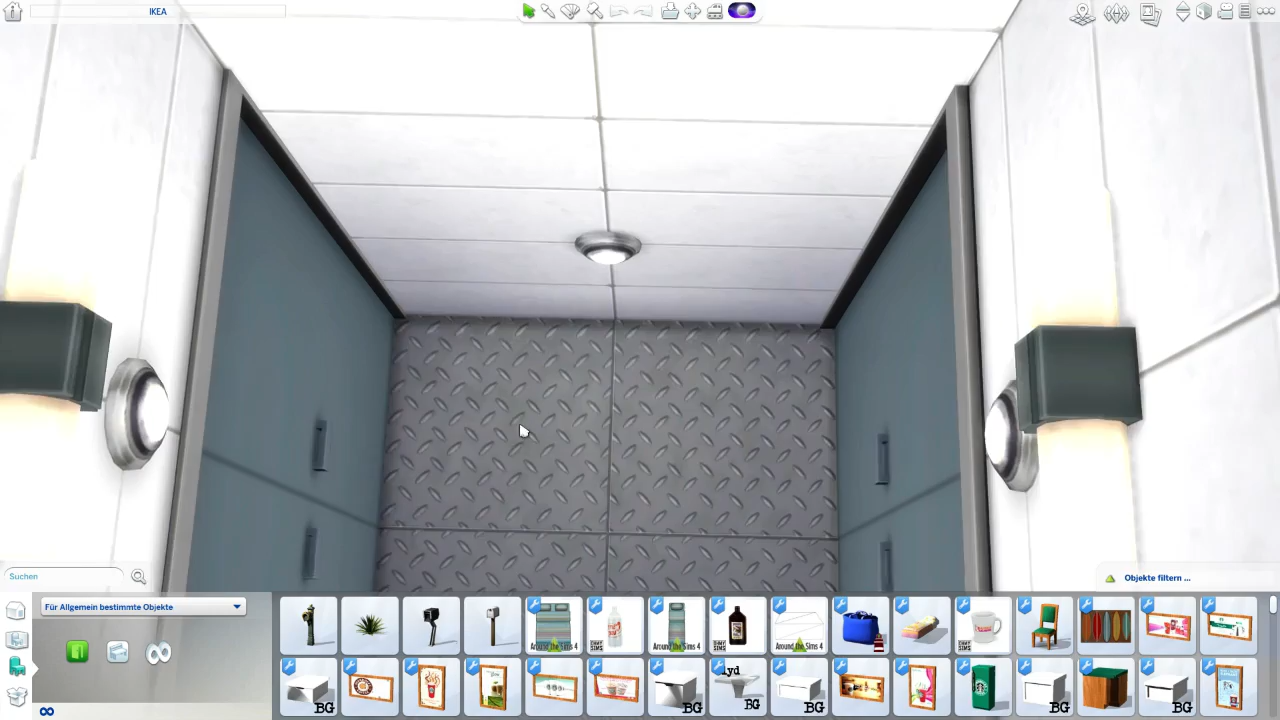 IKEA
Suchen
Objekte filtern ...
Für Allgemein bestimmte Objekte
Around the Sims 4
Around the Sims 4
Around the Sims 4
BG
BG
lyd
BG
BG
BG
BG